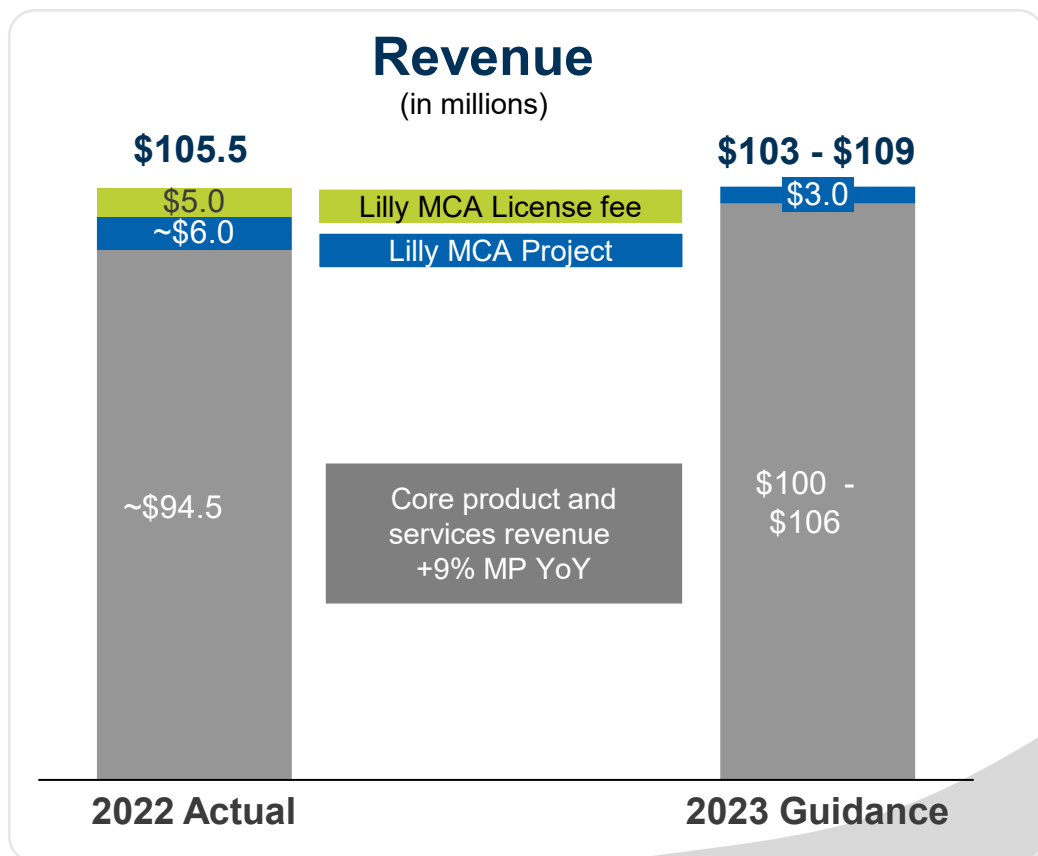 Revenue
(in millions)
$105.5
$103 - $109
$5.0
Lilly MCA License fee
$3.0
~$6.0
Lilly MCA Project
~$94.5
Core product and
services revenue
+9% MP YoY
$100 -
$106
2022 Actual
2023 Guidance